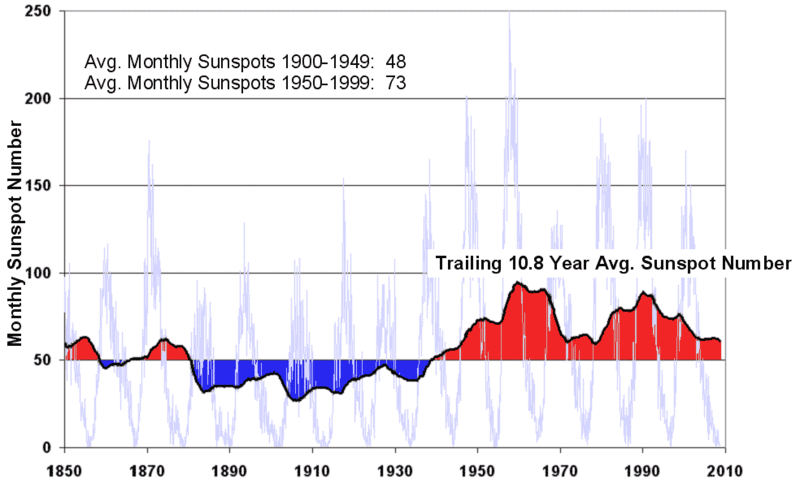 250
Avg. Monthly Sunspots 1900-1949: 48
Avg. Monthly Sunspots 1950-1999: 73
200
150
Monthly Sunspot Number
Trailing 10.8 Year Avg. Sunspot Number
100
50
0
1850 1870 1890 1910 1930 1950 1970 1990 2010